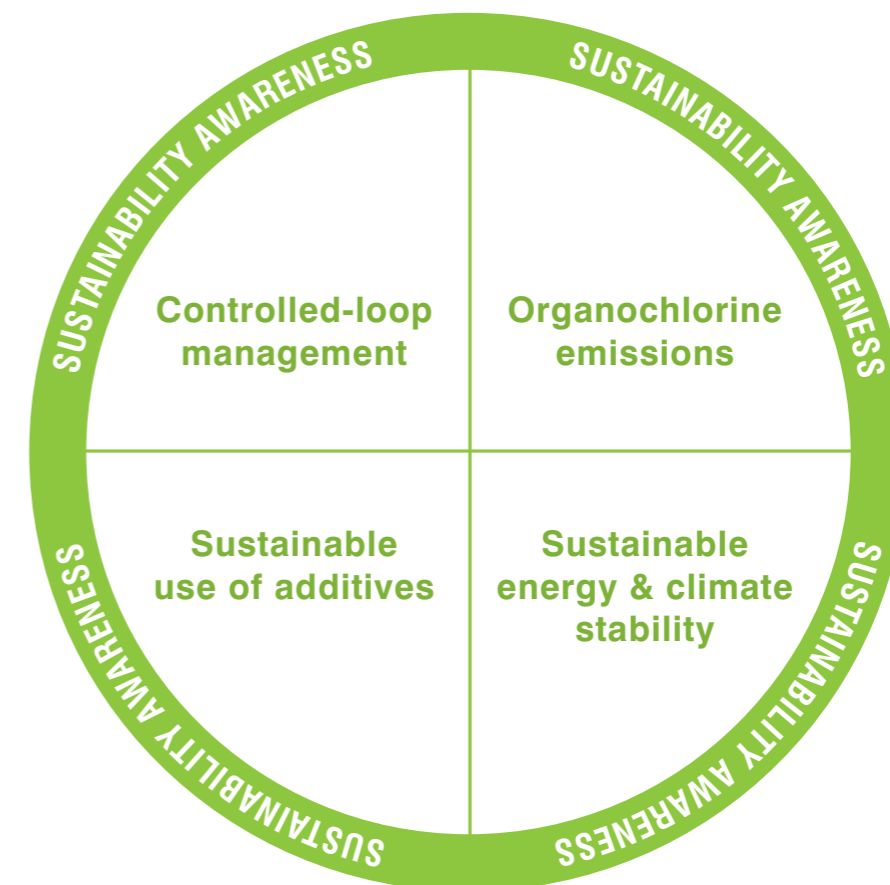 SUSTAINABILITY AWARENESS
SUSTAINABILITY AWARENESS
Controlled-loop
management
Organochlorine
emissions
Sustainable
use of additives
Sustainable
energy & climate
stability
SUSTAINABILITY AWARENESS
SUSTAINABILITY AWARENESS